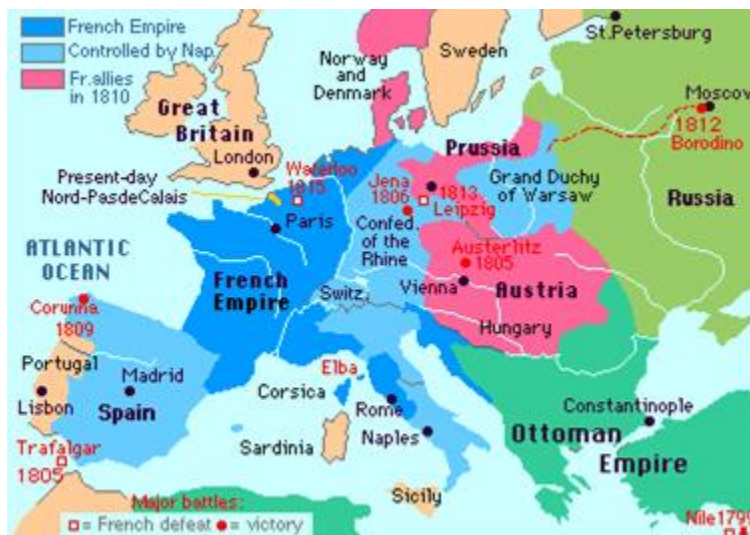 French Empire
Controlled by Nap.
Fr.allies
in 1810
Norway
and
Denmark
Sweden
St.Petersburg
Moscow
1812
Borodino
Great
Britain
London
Waterloo
1815
Prussia
Present-day
Nord-PasdeCalais
Jena
1806
1813
Leipzig
Grand Duchy
of Warsaw
Russia
Paris
Confed.
of the
Rhine
ATLANTIC
OCEAN
Austerlitz
1805
French
Empire
Switz.
Vienna
Austria
Corunna
1809
Hungary
Portugal
Madrid
Elba
Corsica
Lisbon
Spain
Rome
Constantinople
Trafalgar
1805
Sardinia
Naples
Ottoman
Empire
Sicily
Major battles:
= French defeat = victory
Nile1799